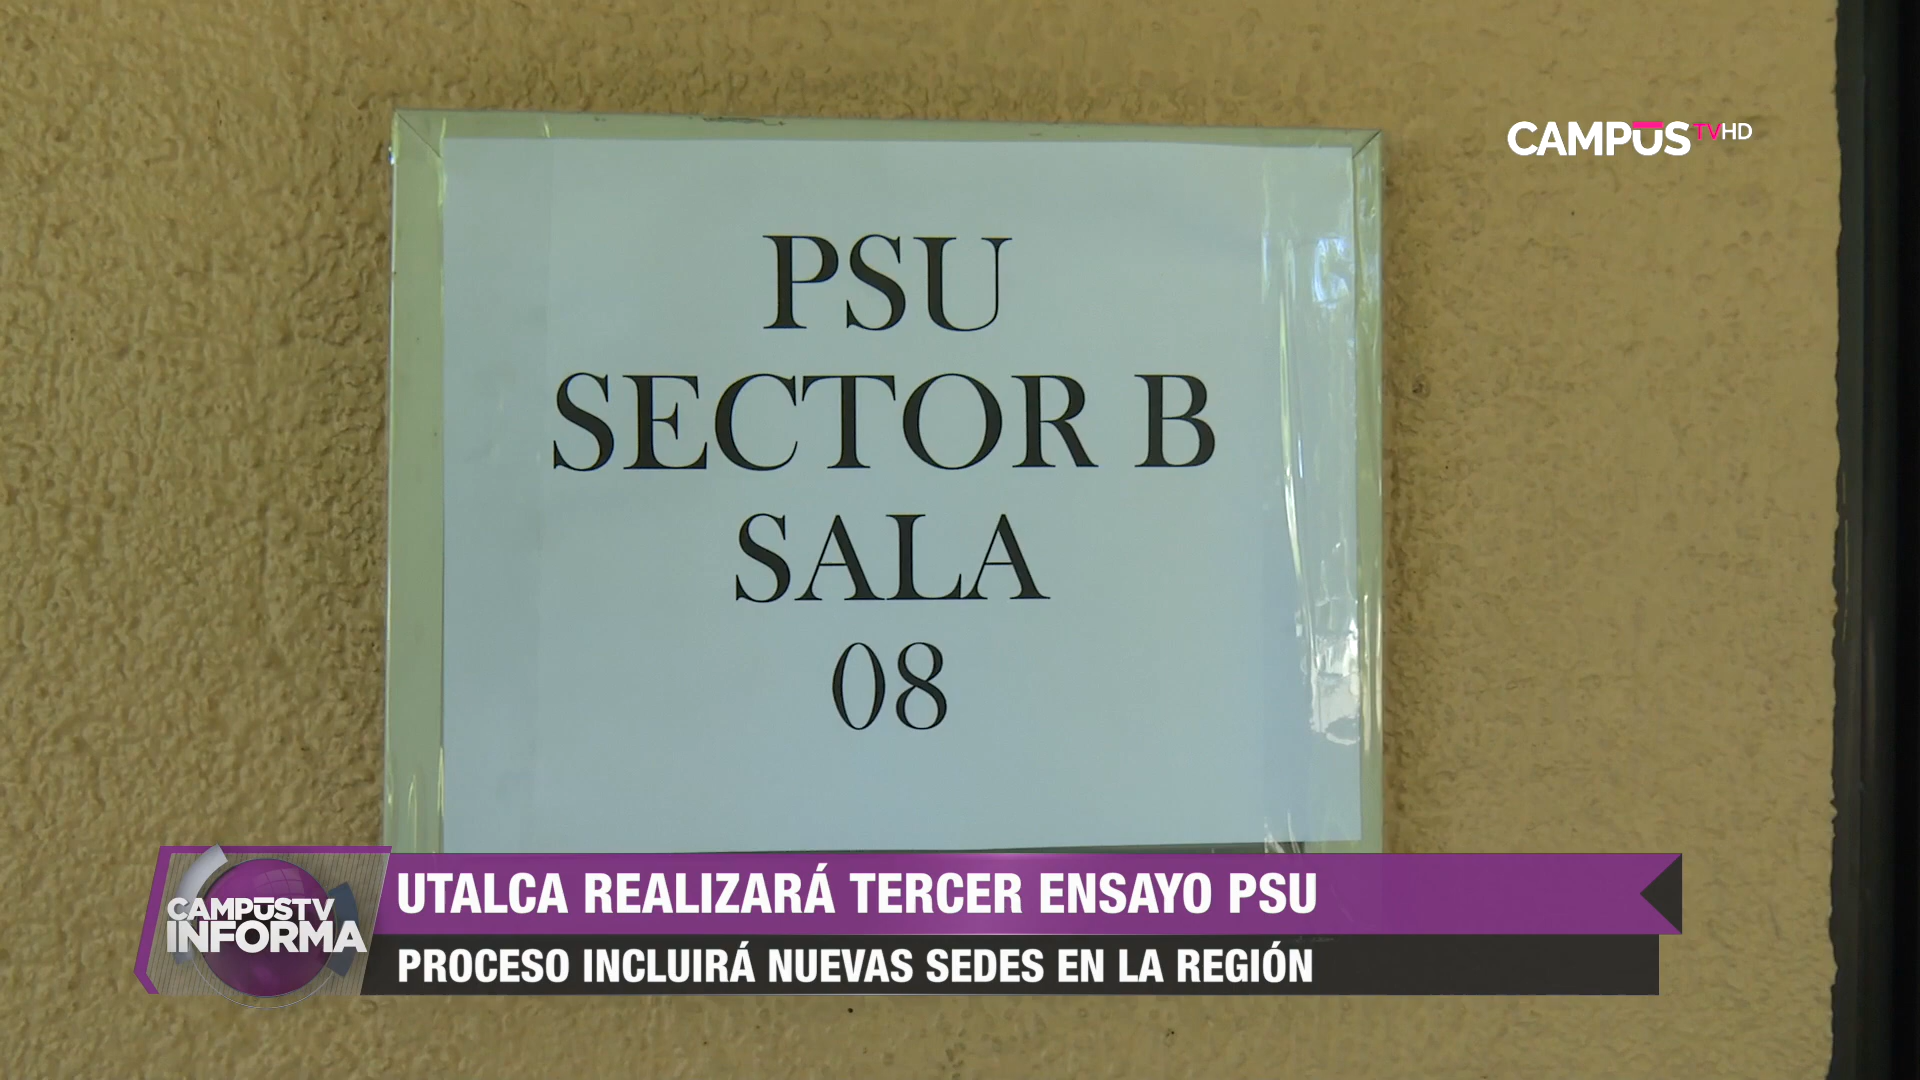 CAMPUS TV HD
PSU
SECTOR B
SALA
08
CAMPUSTV
INFORMA
UTALCA REALIZARÁ TERCER ENSAYO PSU
PROCESO INCLUIRÁ NUEVAS SEDES EN LA REGIÓN